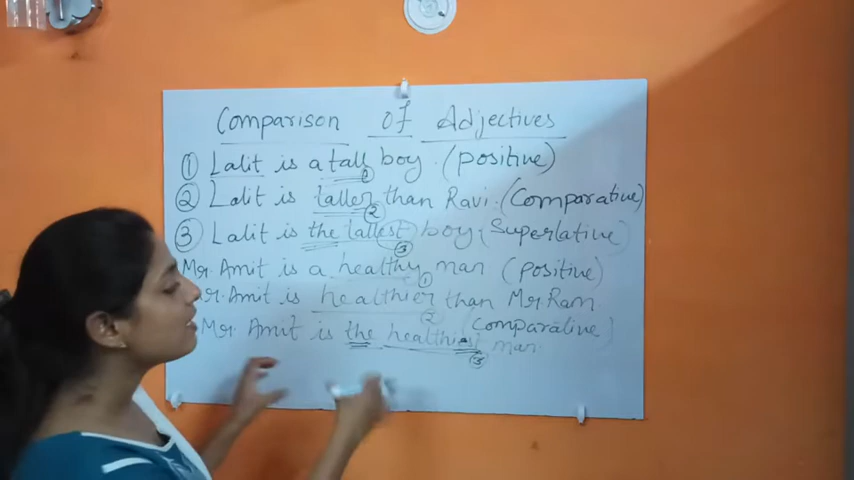 Comparison of Adjectives
① Lalit is a tall boy. (positive)
② Lalit is taller than Ravi. (Comparative)
③ Lalit is the tallest boy (Superlative)
Mr. Amit is a healthy man (positive)
Mr. Amit is healthier than Mr Ram
(Comparative)
Mr Amit is the healthiest man.